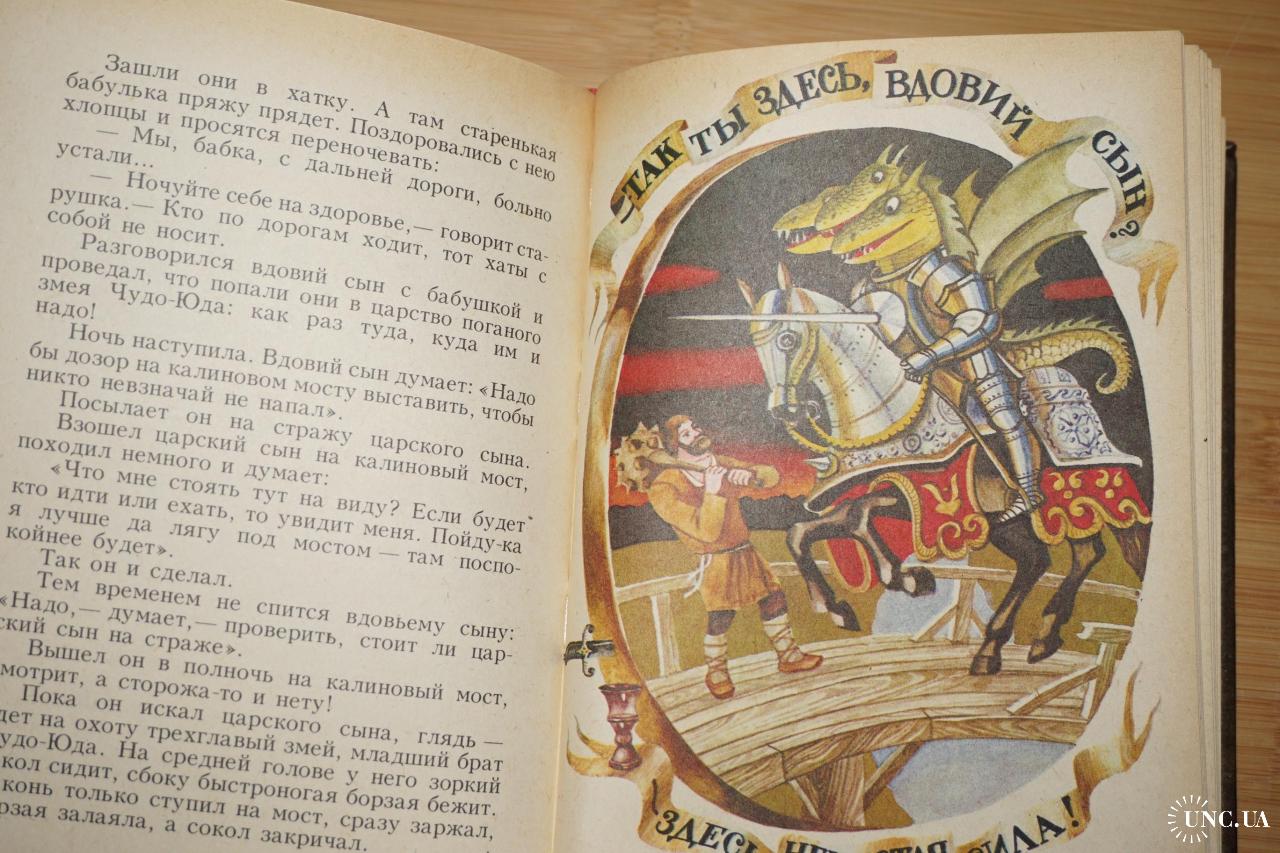 Зашли они в хатку. А там старенькая
бабулька пряжу прядет. Поздоровались с нею
хлопцы и просятся переночевать:
— Мы, бабка, с дальней дороги, больно
устали...
— Ночуйте себе на здоровье,— говорит ста-
рушка.— Кто по дорогам ходит, тот хаты с
собой не носит.
Разговорился вдовий сын с бабушкой и
проведал, что попали они в царство поганого
змея Чудо-Юда: как раз туда, куда им и
надо!
Ночь наступила. Вдовий сын думает: «Надо
бы дозор на калиновом мосту выставить, чтобы
никто невзначай не напал».
Посылает он на стражу царского сына.
Взошел царский сын на калиновый мост,
походил немного и думает:
«Что мне стоять тут на виду? Если будет
кто идти или ехать, то увидит меня. Пойду-ка
я лучше да лягу под мостом — там поспо-
койнее будет».
Так он и сделал.
Тем временем не спится вдовьему сыну:
«Надо,— думает,— проверить, стоит ли цар-
ский сын на страже».
Вышел он в полночь на калиновый мост,
мотрит, а сторожа-то и нету!
Пока он искал царского сына, глядь —
дет на охоту трехглавый змей, младший брат
удо-Юда. На средней голове у него зоркий
кол сидит, сбоку быстроногая борзая бежит.
конь только ступил на мост, сразу заржал,
рзая залаяла, а сокол закричал.
—ТАК ТЫ ЗДЕСЬ, ВДОВИЙ СЫН?
—ЗДЕСЬ, СИЛА!
UNC.UA